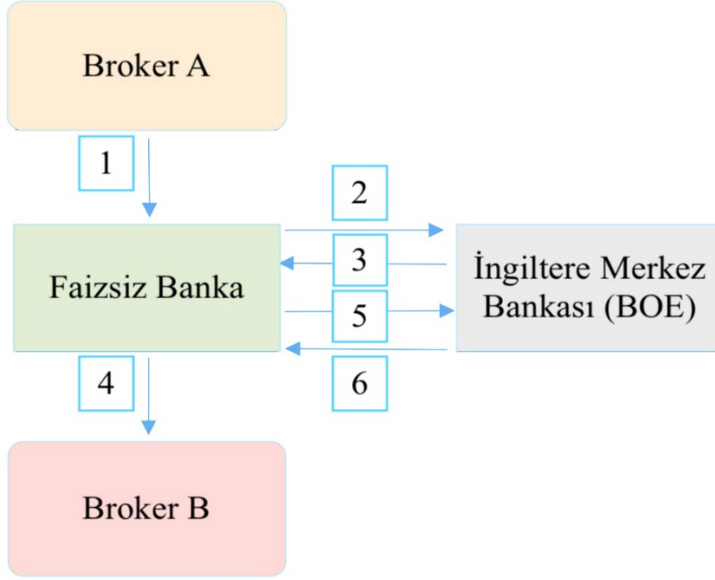 Broker A
1
2
Faizsiz Banka
3
İngiltere Merkez
Bankası (BOE)
5
4
6
Broker B